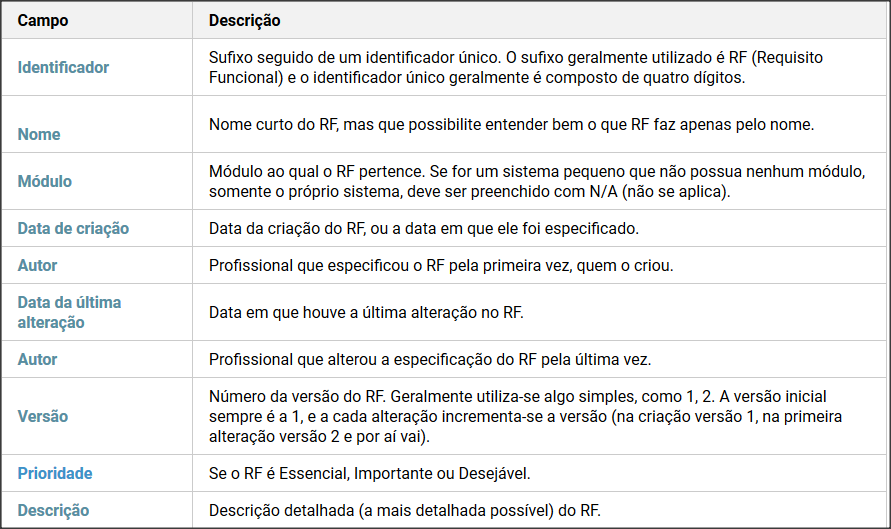 Campo Descrição
Identificador
Sufixo seguido de um identificador único. O sufixo geralmente utilizado é RF (Requisito
Funcional) e o identificador único geralmente é composto de quatro dígitos.
Nome
Nome curto do RF, mas que possibilite entender bem o que RF faz apenas pelo nome.
Módulo
Módulo ao qual o RF pertence. Se for um sistema pequeno que não possua nenhum módulo,
somente o próprio sistema, deve ser preenchido com N/A (não se aplica).
Data de criação
Data da criação do RF, ou a data em que ele foi especificado.
Autor
Profissional que especificou o RF pela primeira vez, quem o criou.
Data da última
alteração
Data em que houve a última alteração no RF.
Autor
Profissional que alterou a especificação do RF pela última vez.
Versão
Número da versão do RF. Geralmente utiliza-se algo simples, como 1, 2. A versão inicial
sempre é a 1, e a cada alteração incrementa-se a versão (na criação versão 1, na primeira
alteração versão 2 e por aí vai).
Prioridade
Se o RF é Essencial, Importante ou Desejável.
Descrição
Descrição detalhada (a mais detalhada possível) do RF.